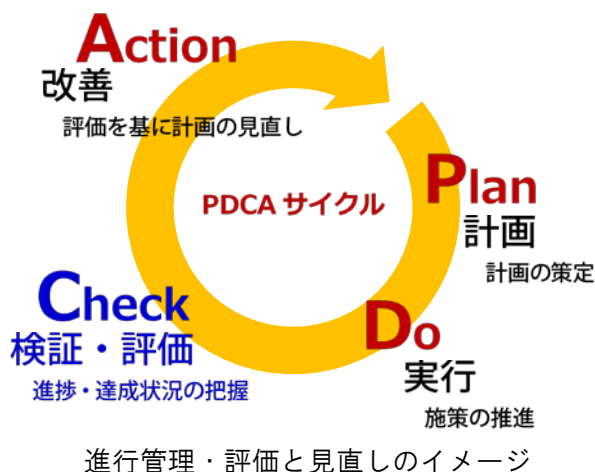 Action
改善
評価を基に計画の見直し
PDCA サイクル
Plan
計画
計画の策定
Do
実行
施策の推進
Check
検証・評価
進捗・達成状況の把握
進行管理・評価と見直しのイメージ